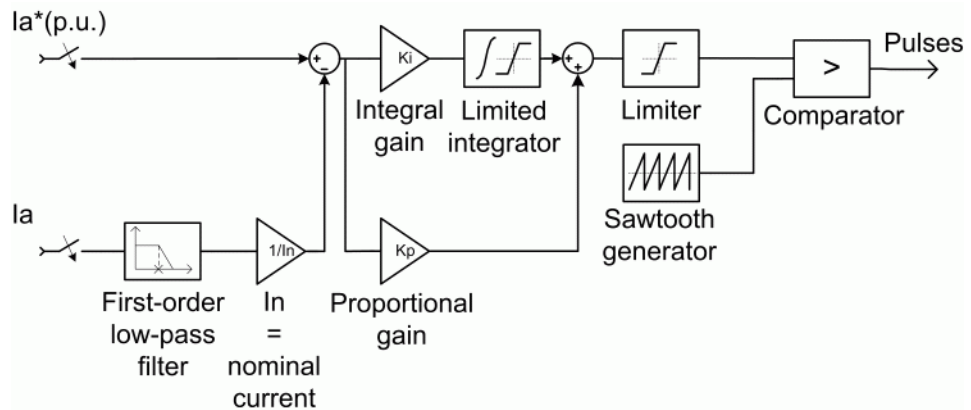 Ia*(p.u.)
Ki
Integral
gain
Limited
integrator
Limiter
>
Comparator
Pulses
Sawtooth
generator
Ia
First-order
low-pass
filter
1/In
In
=
nominal
current
Kp
Proportional
gain